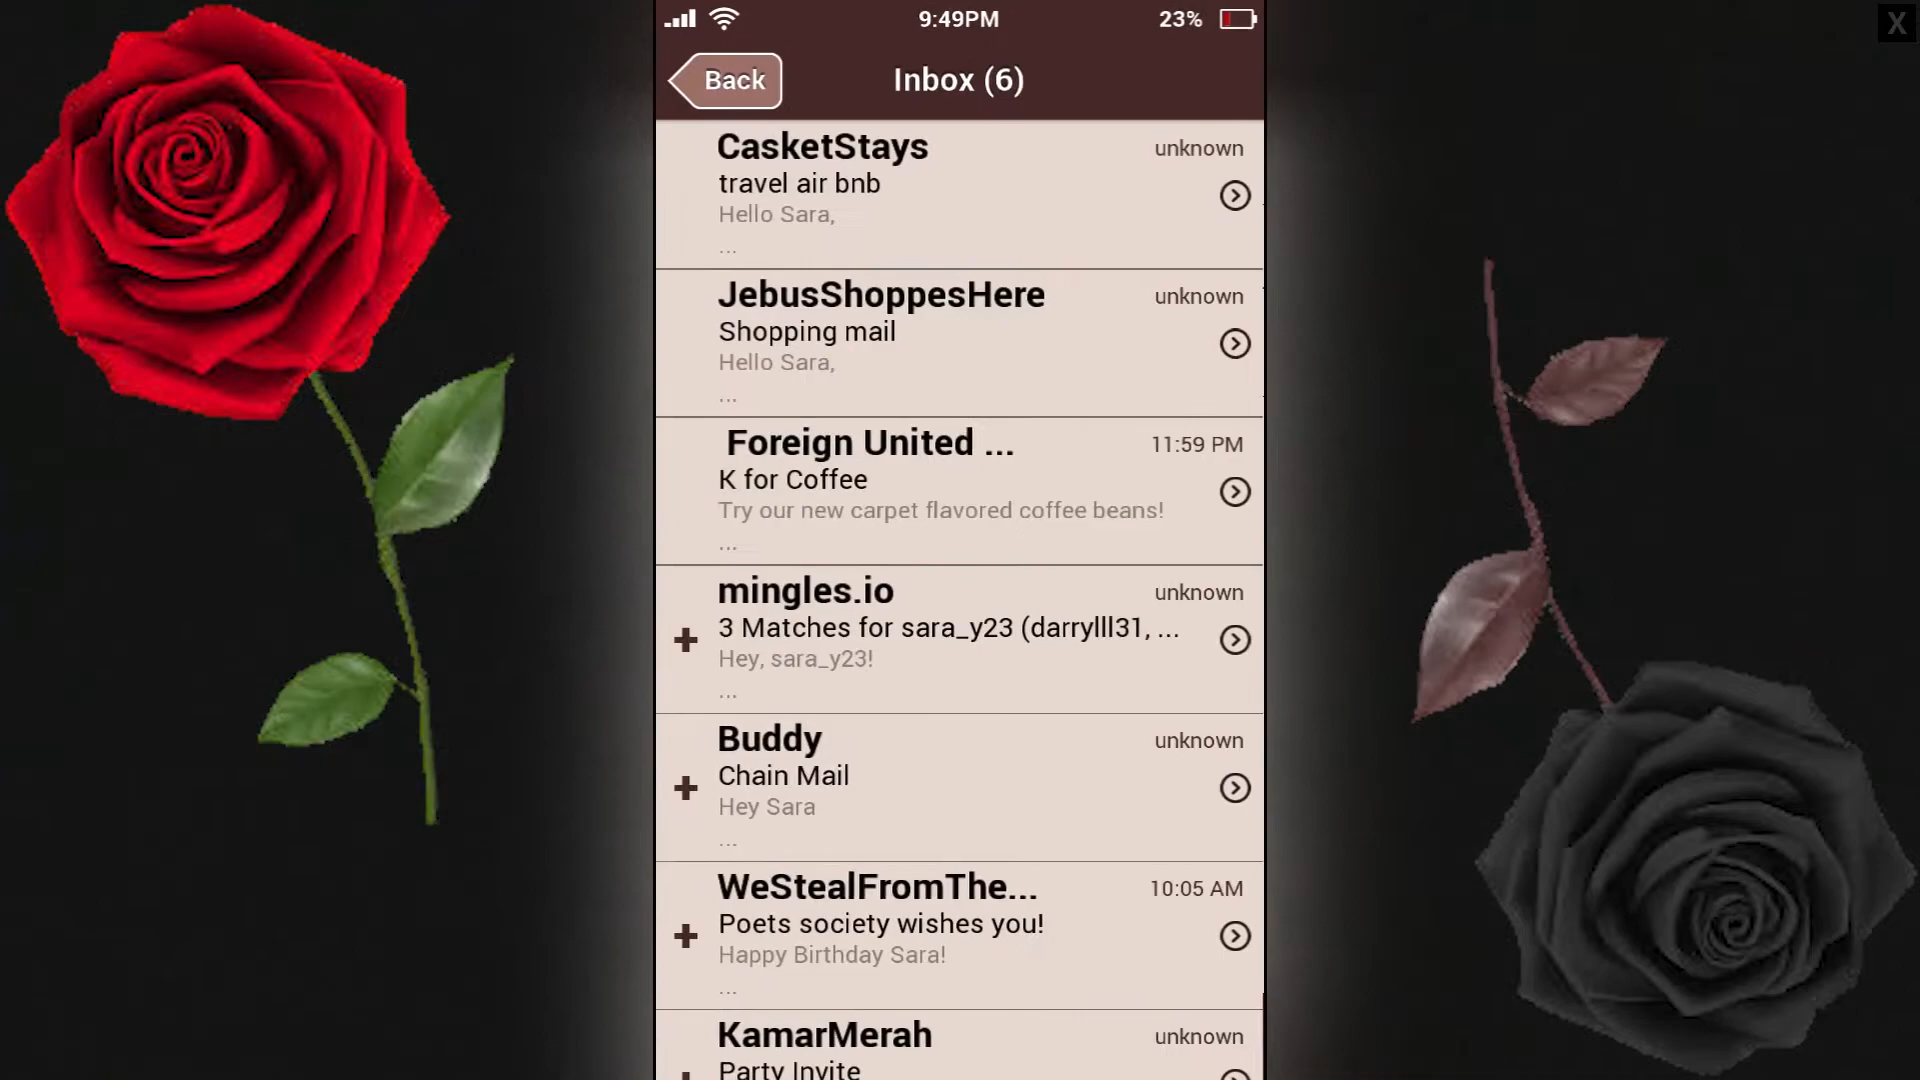 9:49PM
23%
X
Back
Inbox (6)
CasketStays
unknown
travel air bnb
Hello Sara,
...
JebusShoppesHere
unknown
Shopping mail
Hello Sara,
...
Foreign United ...
11:59 PM
K for Coffee
Try our new carpet flavored coffee beans!
...
mingles.io
unknown
3 Matches for sara_y23 (darrylll31, ...
Hey, sara_y23!
...
Buddy
unknown
Chain Mail
Hey Sara
...
WeStealFromThe...
10:05 AM
Poets society wishes you!
Happy Birthday Sara!
...
KamarMerah
unknown
Party Invite